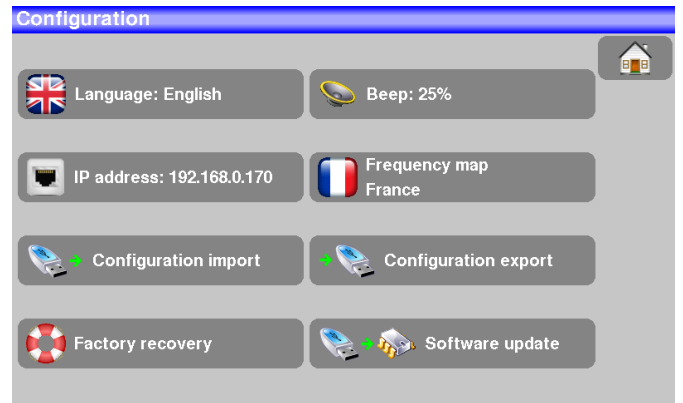 Configuration
Language: English
Beep: 25%
IP address: 192.168.0.170
Frequency map
France
Configuration import
Configuration export
Factory recovery
Software update